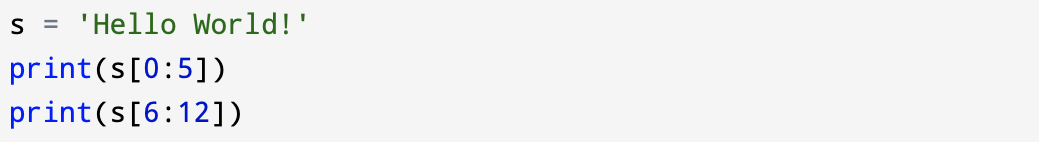 s = 'Hello World!'
print(s[0:5])
print(s[6:12])